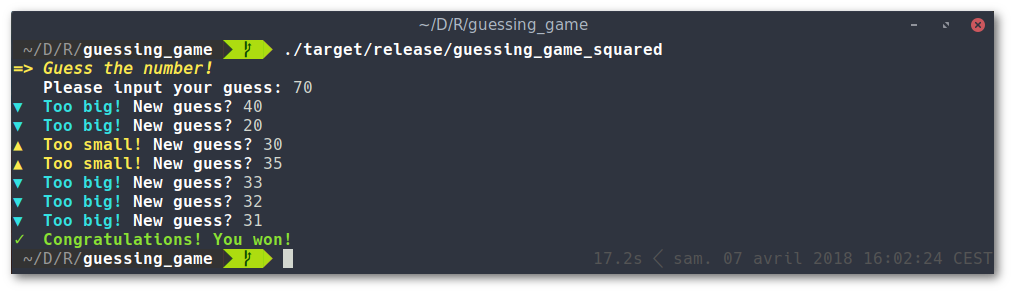 ~/D/R/guessing_game
~/D/R/guessing_game ./target/release/guessing_game_squared
=> Guess the number!
Please input your guess: 70
▼ Too big! New guess? 40
▼ Too big! New guess? 20
▲ Too small! New guess? 30
▲ Too small! New guess? 35
▼ Too big! New guess? 33
▼ Too big! New guess? 32
▼ Too big! New guess? 31
✓ Congratulations! You won!
~/D/R/guessing_game 17.2s < sam. 07 avril 2018 16:02:24 CEST